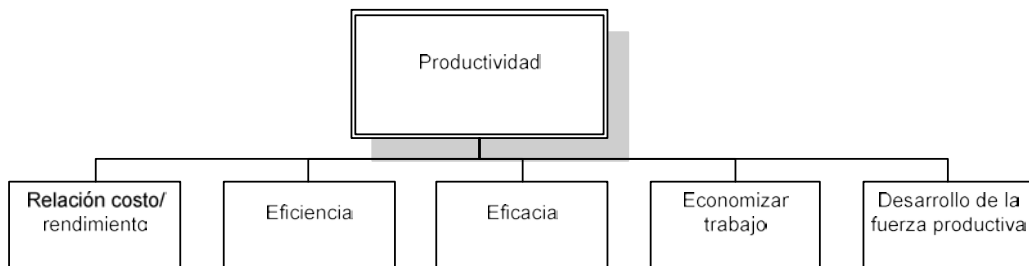 Productividad
Relación costo/
rendimiento
Eficiencia
Eficacia
Economizar
trabajo
Desarrollo de la
fuerza productiva